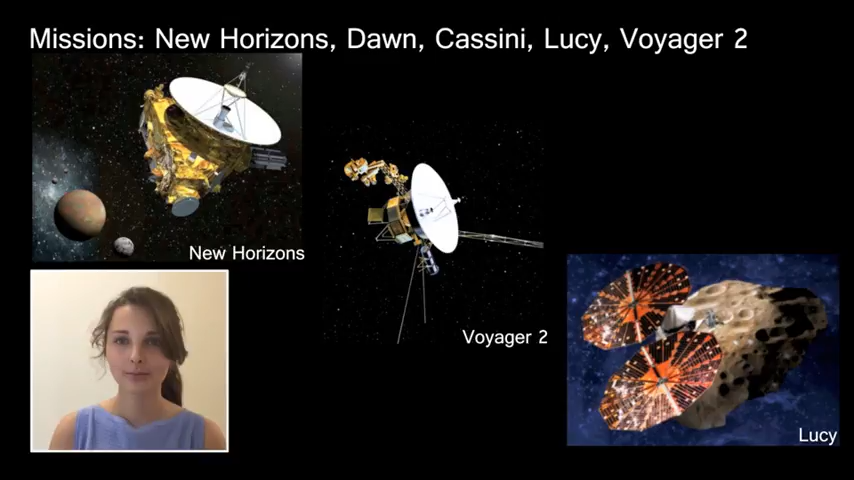 Missions: New Horizons, Dawn, Cassini, Lucy, Voyager 2
New Horizons
Voyager 2
Lucy